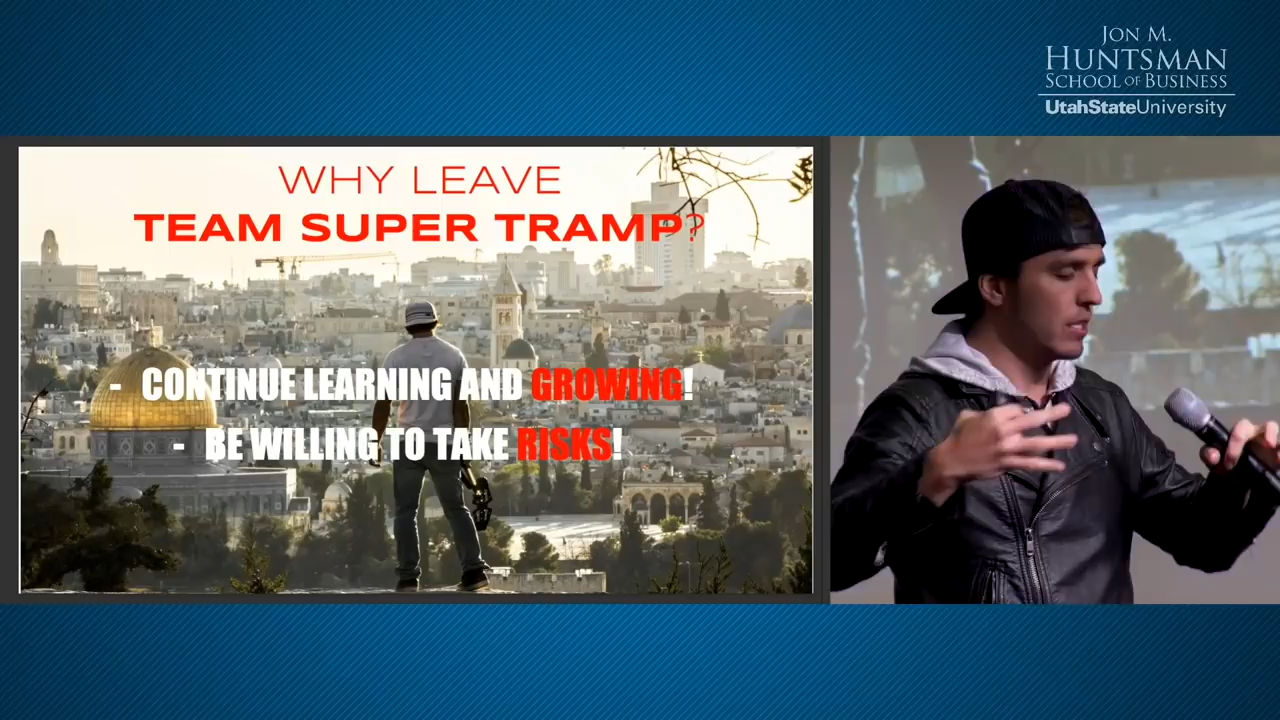 JON M.
HUNTSMAN
SCHOOL OF BUSINESS
UtahStateUniversity
WHY LEAVE
TEAM SUPER TRAMP?
- CONTINUE LEARNING AND GROWING!
- BE WILLING TO TAKE RISKS!